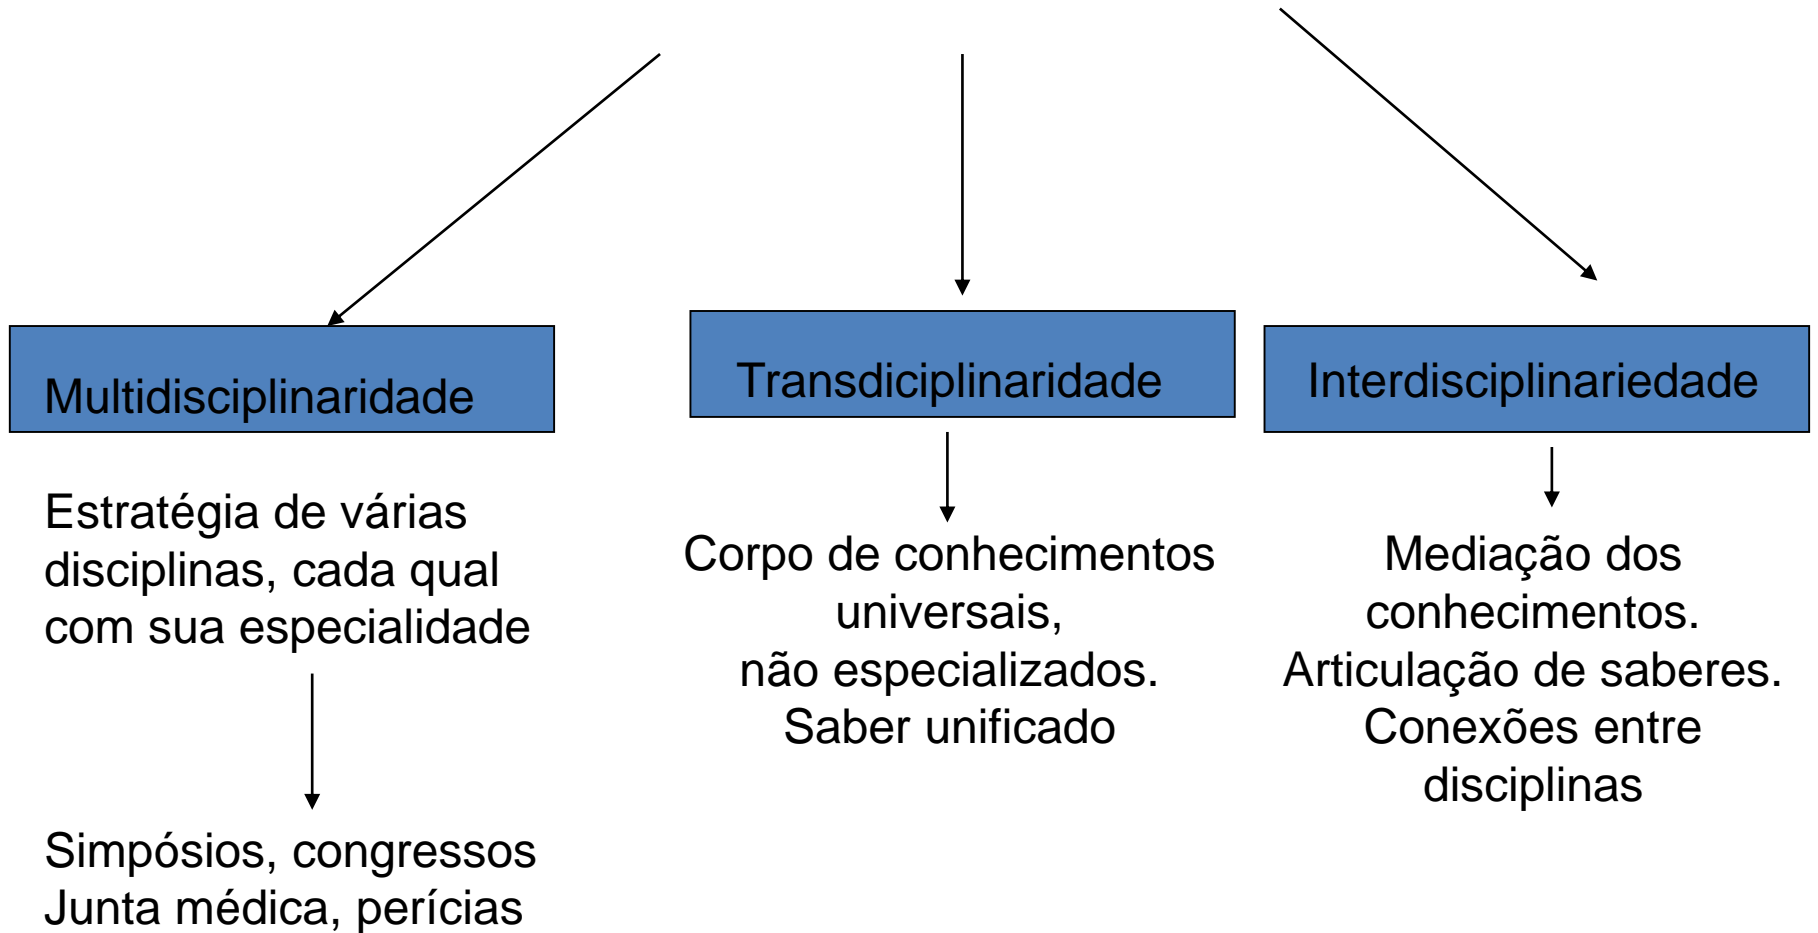 Multidisciplinaridade
Estratégia de várias
disciplinas, cada qual
com sua especialidade
Simpósios, congressos
Junta médica, perícias
Transdiciplinaridade
Corpo de conhecimentos
universais,
não especializados.
Saber unificado
Interdisciplinariedade
Mediação dos
conhecimentos.
Articulação de saberes.
Conexões entre
disciplinas